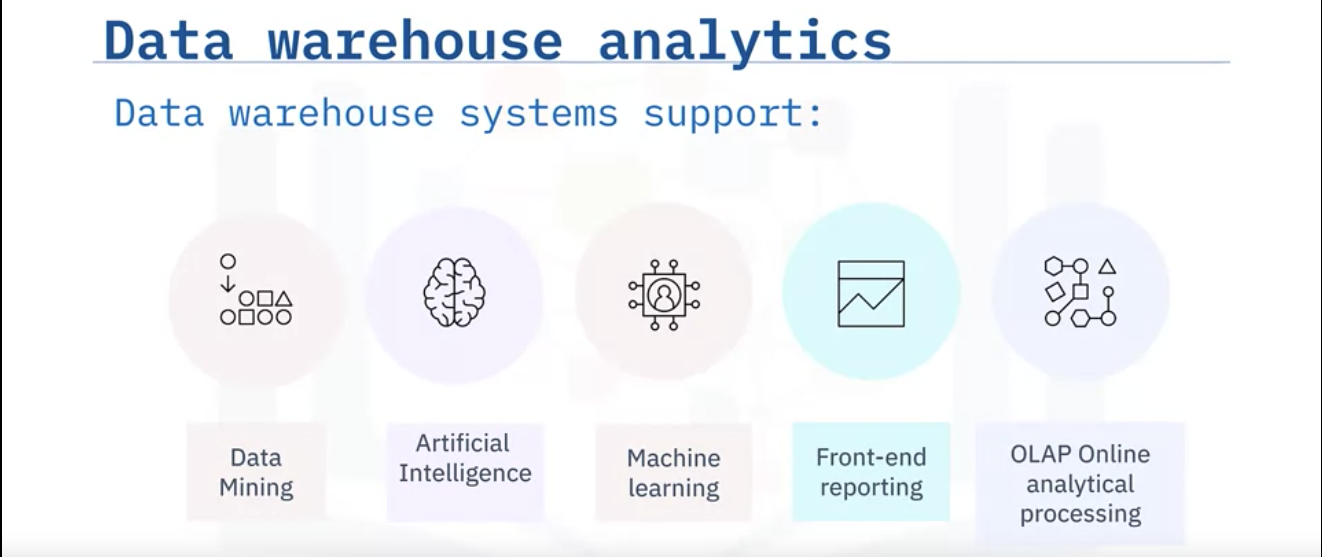 Data warehouse analytics
Data warehouse systems support:
Data
Mining
Artificial
Intelligence
Machine
learning
Front-end
reporting
OLAP Online
analytical
processing